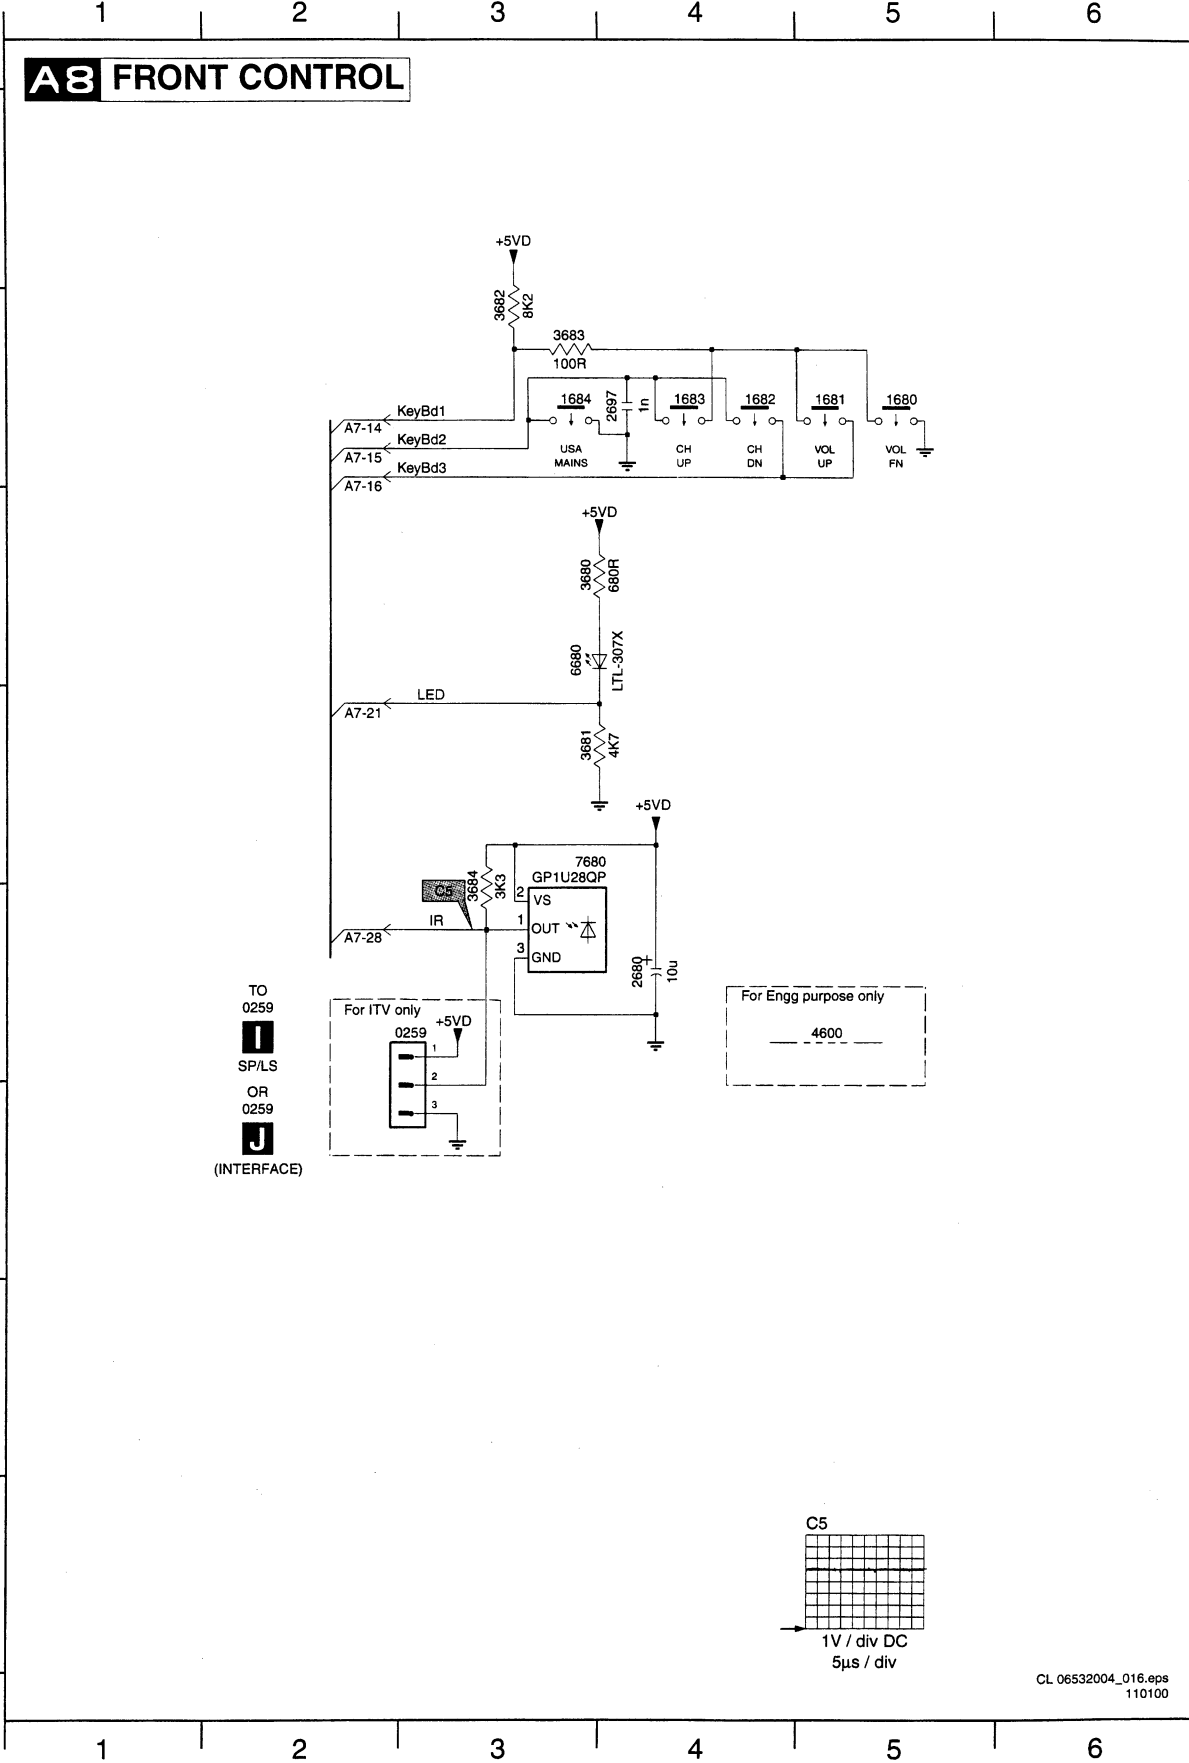 1 2 3 4 5 6
A8 FRONT CONTROL
+5VD
3682
8K2
3683
100R
1684
2697
1n
1683
1682
1681
1680
KeyBd1
A7-14
KeyBd2
A7-15
KeyBd3
A7-16
USA
MAINS
CH
UP
CH
DN
VOL
UP
VOL
FN
+5VD
3680
680R
6680
LTL-307X
LED
A7-21
3681
4K7
+5VD
7680
GP1U28QP
3684
3K3
C5
2
VS
IR
1
OUT
A7-28
3
GND
2680
+
10u
TO
0259
I
SP/LS
OR
0259
J
(INTERFACE)
For ITV only
+5VD
0259
1
2
3
For Engg purpose only
4600
C5
1V / div DC
5µs / div
CL 06532004_016.eps
110100
1 2 3 4 5 6